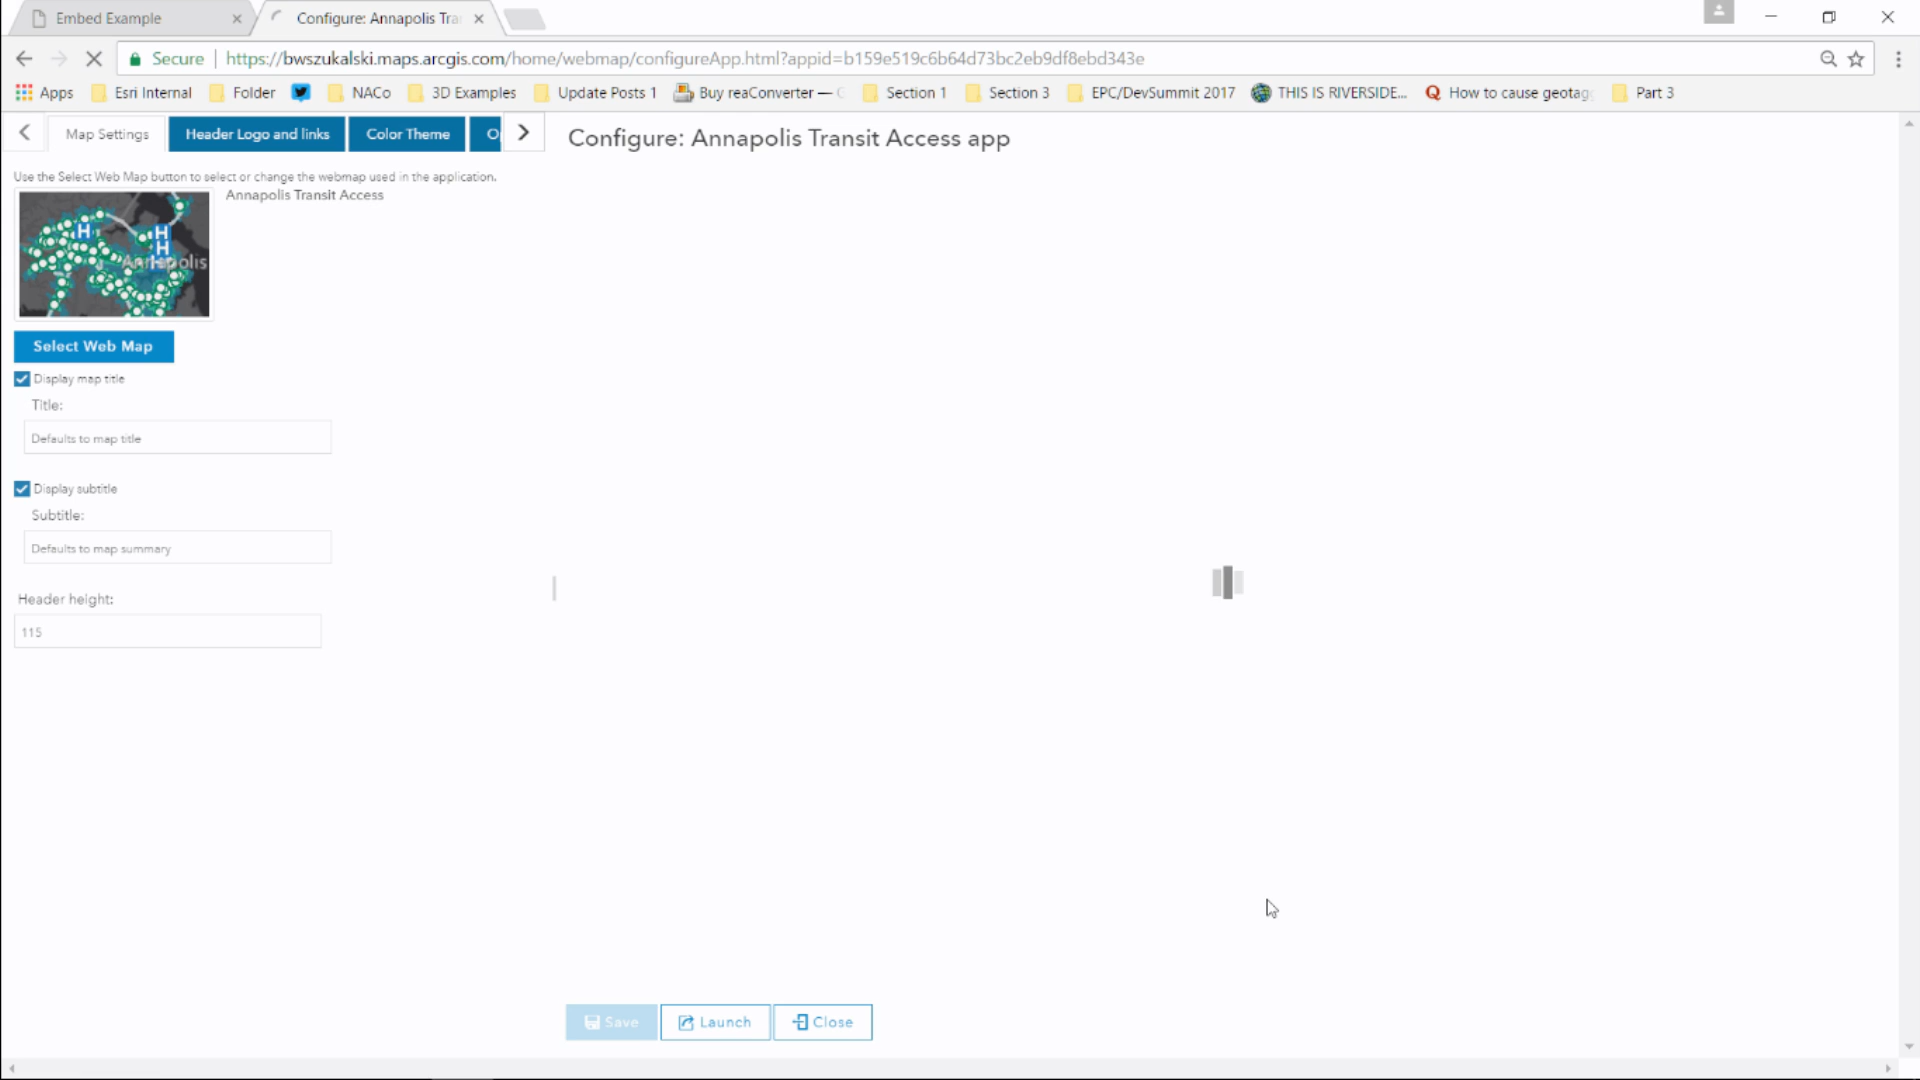 Embed Example
Configure: Annapolis Tra
Secure https://bwszukalski.maps.arcgis.com/home/webmap/configureApp.html?appid=b159e519c6b64d73bc2eb9df8ebd343e
Apps Esri Internal Folder NACo 3D Examples Update Posts 1 Buy reaConverter — Section 1 Section 3 EPC/DevSummit 2017 THIS IS RIVERSIDE... How to cause geotag Part 3
Map Settings Header Logo and links Color Theme O
Configure: Annapolis Transit Access app
Use the Select Web Map button to select or change the webmap used in the application.
Annapolis Transit Access
H H
H
Annapolis
Select Web Map
Display map title
Title:
Defaults to map title
Display subtitle
Subtitle:
Defaults to map summary
Header height:
115
Save Launch Close